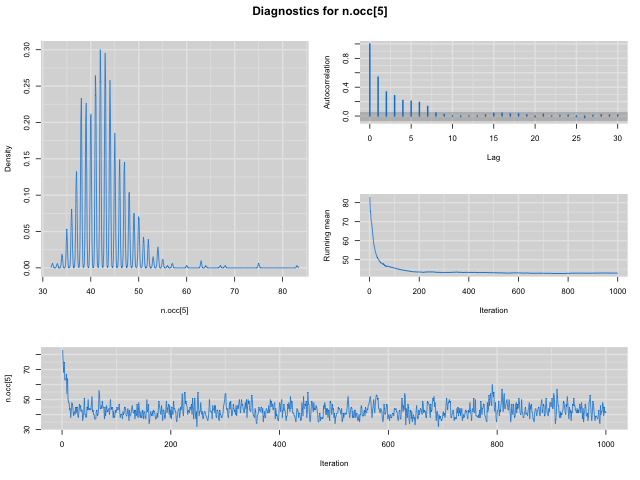 Diagnostics for n.occ[5]
Density
0.00 0.05 0.10 0.15 0.20 0.25 0.30
30 40 50 60 70 80
n.occ[5]
Autocorrelation
0.0 0.4 0.8
0 5 10 15 20 25 30
Lag
Running mean
50 60 70 80
0 200 400 600 800 1000
Iteration
n.occ[5]
30 50 70
0 200 400 600 800 1000
Iteration